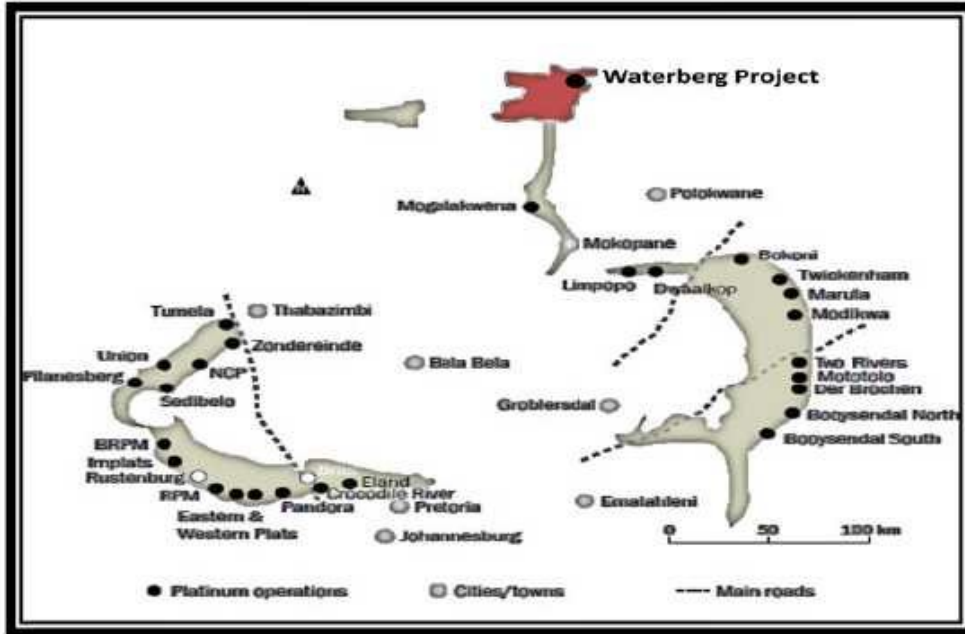 Waterberg Project
Polokwane
Mogalakwena
Mokopane
Bokoni
Limpopo
Dwaalkop
Twickenham
Marula
Modikwa
Tumela
Thabazimbi
Zondereinde
Union
Bala Bela
Two Rivers
Pilanesberg
NCP
Mototolo
Der Brochen
Sedibelo
Groblersdal
Booysendal North
Booysendal South
BRPM
Implats
Rustenburg
Eland
RPM
Crocodile River
Pandora
Pretoria
Emalahleni
Eastern &
Western Plats
Johannesburg
0 50 100 km
Platinum operations
Cities/towns
Main roads